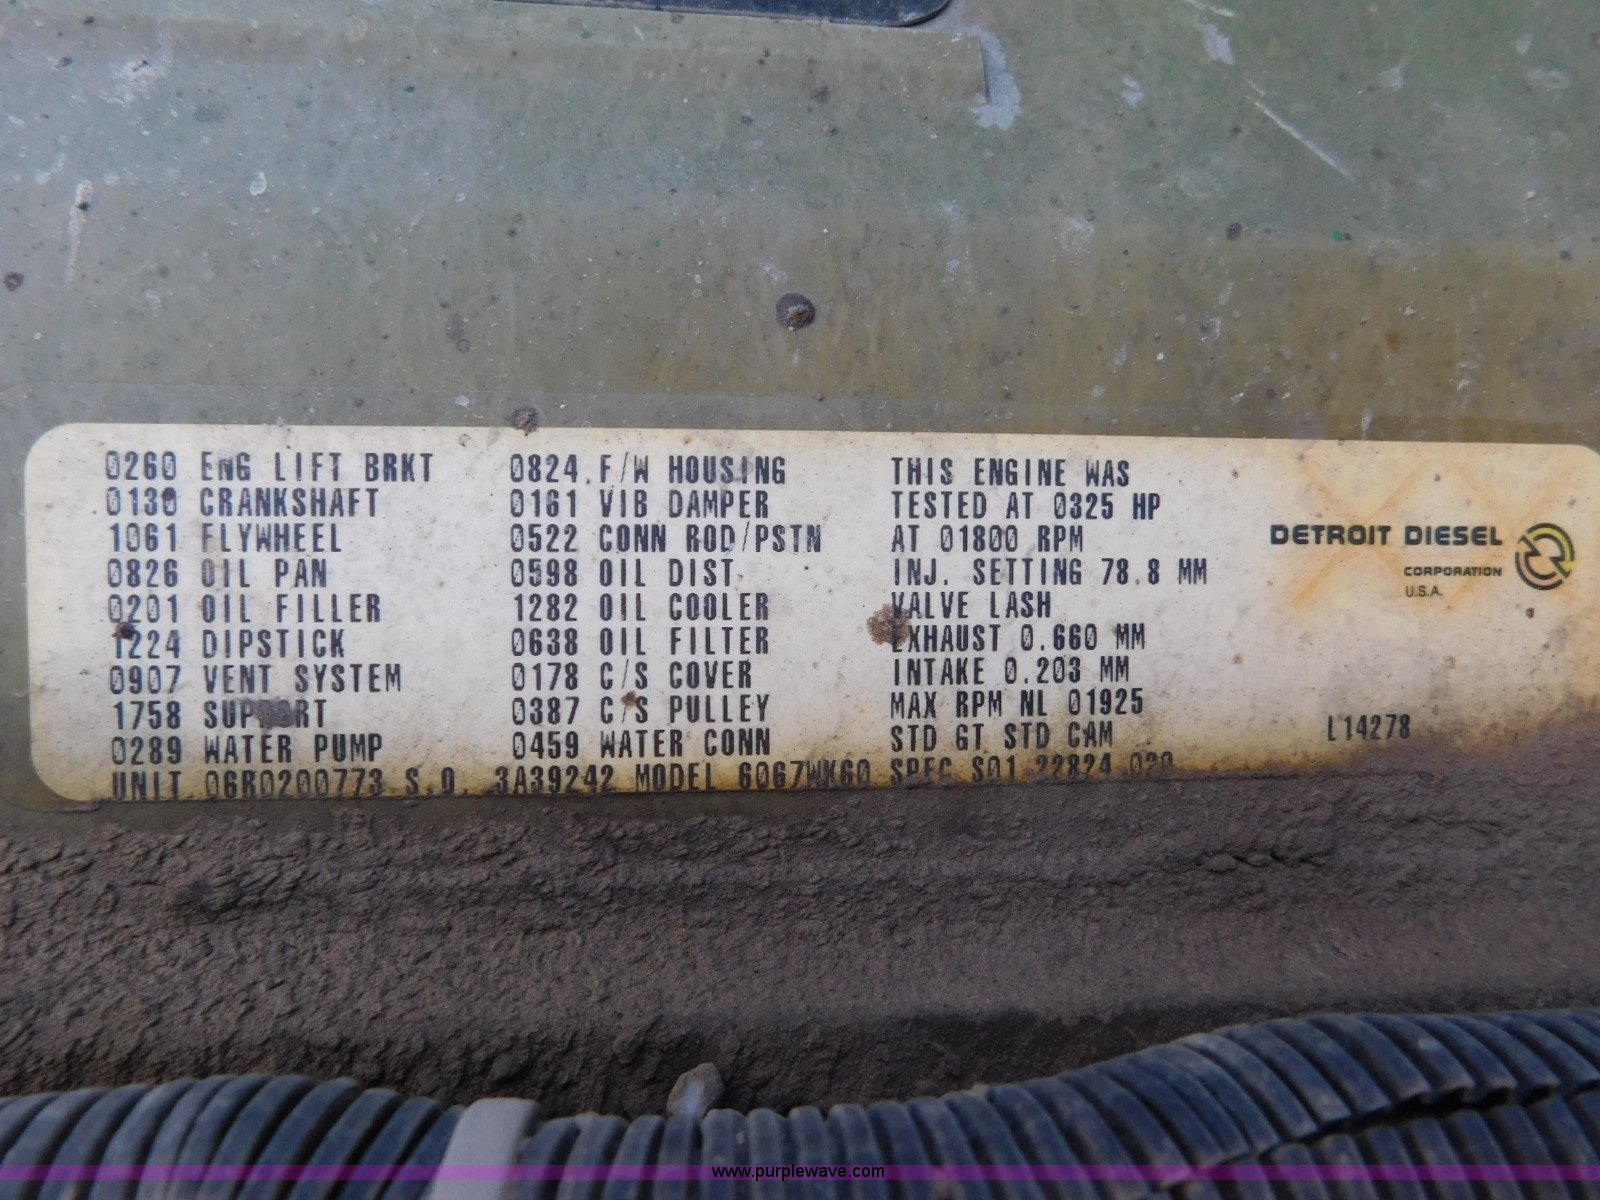 0260 ENG LIFT BRKT
0130 CRANKSHAFT
1061 FLYWHEEL
0826 OIL PAN
0201 OIL FILLER
1224 DIPSTICK
0907 VENT SYSTEM
1758 SUPPORT
0289 WATER PUMP
0824 F/W HOUSING
0161 VIB DAMPER
0522 CONN ROD/PSTN
0598 OIL DIST
1282 OIL COOLER
0638 OIL FILTER
0178 C/S COVER
0387 C/S PULLEY
0459 WATER CONN
THIS ENGINE WAS
TESTED AT 0325 HP
AT 01800 RPM
INJ. SETTING 78.8 MM
VALVE LASH
EXHAUST 0.660 MM
INTAKE 0.203 MM
MAX RPM NL 01925
STD GT STD CAM
UNIT 06R0200773 S.O. 3A39242 MODEL 6067WK60 SPEC S01 22824 020
DETROIT DIESEL
CORPORATION
U.S.A.
L14278
www.purplewave.com